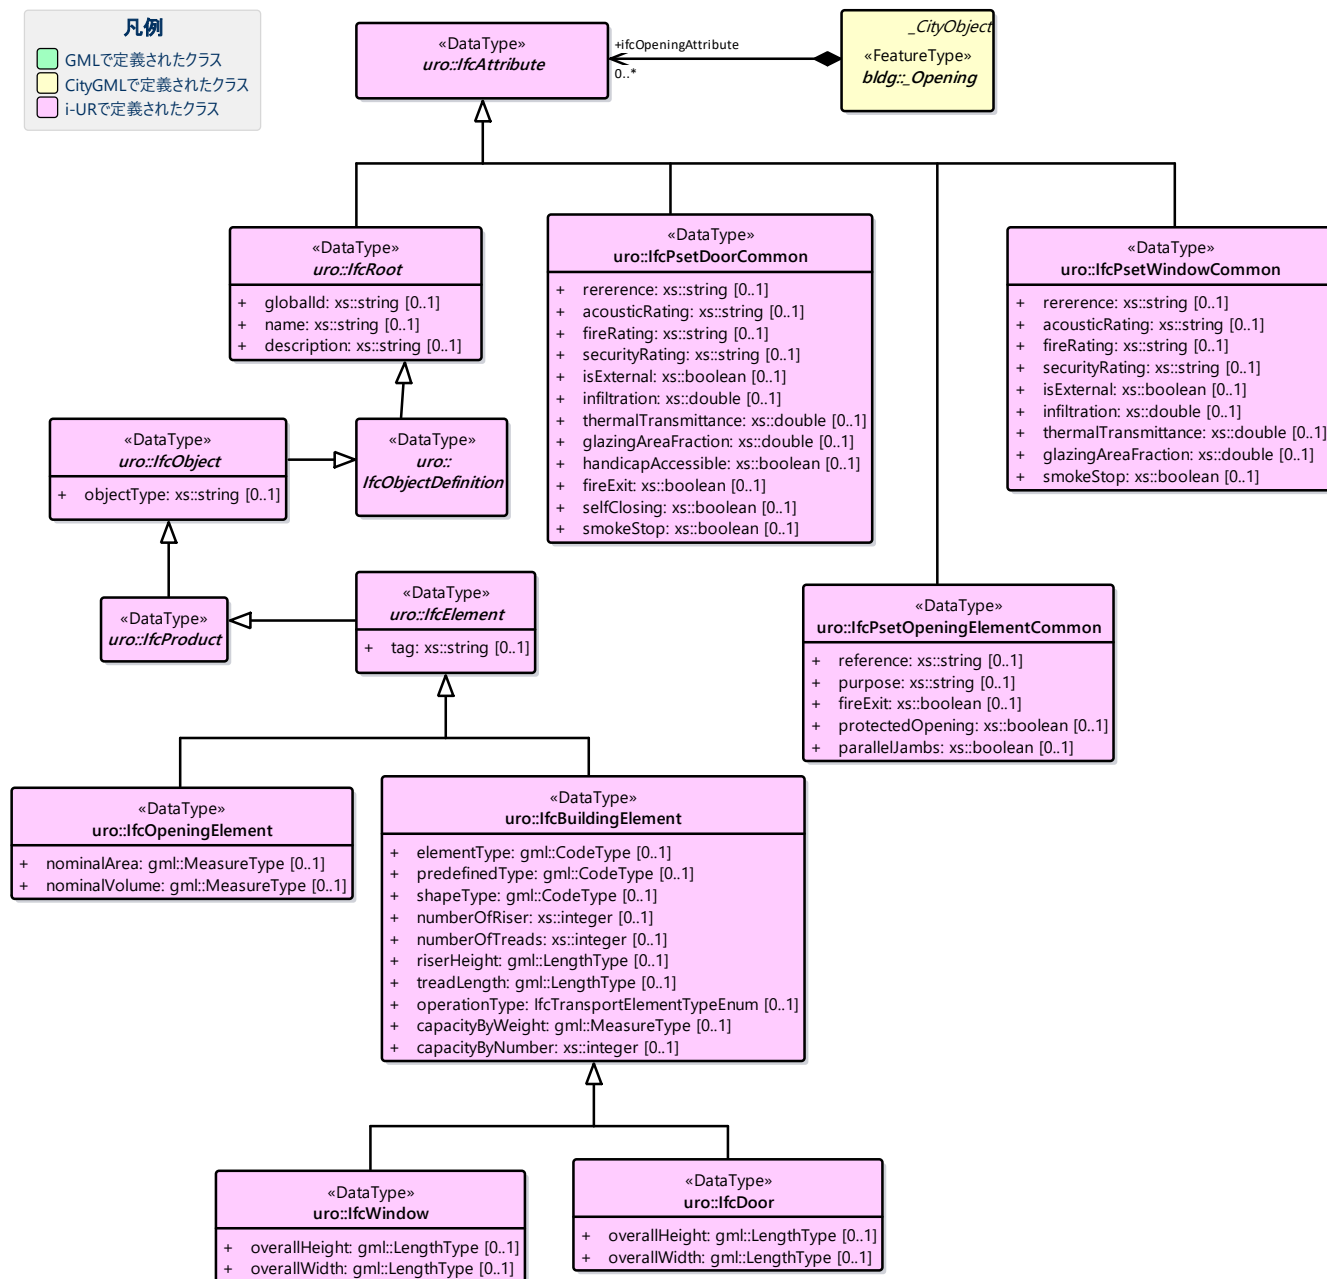 凡例
GMLで定義されたクラス
CityGMLで定義されたクラス
i-URで定義されたクラス
«DataType»
uro::IfcAttribute
+ifcOpeningAttribute
0..*
_CityObject
«FeatureType»
bldg::_Opening
«DataType»
uro::IfcRoot
+ globalId: xs::string [0..1]
+ name: xs::string [0..1]
+ description: xs::string [0..1]
«DataType»
uro::IfcPsetDoorCommon
+ rererence: xs::string [0..1]
+ acousticRating: xs::string [0..1]
+ fireRating: xs::string [0..1]
+ securityRating: xs::string [0..1]
+ isExternal: xs::boolean [0..1]
+ infiltration: xs::double [0..1]
+ thermalTransmittance: xs::double [0..1]
+ glazingAreaFraction: xs::double [0..1]
+ handicapAccessible: xs::boolean [0..1]
+ fireExit: xs::boolean [0..1]
+ selfClosing: xs::boolean [0..1]
+ smokeStop: xs::boolean [0..1]
«DataType»
uro::IfcPsetWindowCommon
+ rererence: xs::string [0..1]
+ acousticRating: xs::string [0..1]
+ fireRating: xs::string [0..1]
+ securityRating: xs::string [0..1]
+ isExternal: xs::boolean [0..1]
+ infiltration: xs::double [0..1]
+ thermalTransmittance: xs::double [0..1]
+ glazingAreaFraction: xs::double [0..1]
+ smokeStop: xs::boolean [0..1]
«DataType»
uro::IfcObject
+ objectType: xs::string [0..1]
«DataType»
uro::
IfcObjectDefinition
«DataType»
uro::IfcProduct
«DataType»
uro::IfcElement
+ tag: xs::string [0..1]
«DataType»
uro::IfcPsetOpeningElementCommon
+ reference: xs::string [0..1]
+ purpose: xs::string [0..1]
+ fireExit: xs::boolean [0..1]
+ protectedOpening: xs::boolean [0..1]
+ parallelJambs: xs::boolean [0..1]
«DataType»
uro::IfcOpeningElement
+ nominalArea: gml::MeasureType [0..1]
+ nominalVolume: gml::MeasureType [0..1]
«DataType»
uro::IfcBuildingElement
+ elementType: gml::CodeType [0..1]
+ predefinedType: gml::CodeType [0..1]
+ shapeType: gml::CodeType [0..1]
+ numberOfRiser: xs::integer [0..1]
+ numberOfTreads: xs::integer [0..1]
+ riserHeight: gml::LengthType [0..1]
+ treadLength: gml::LengthType [0..1]
+ operationType: IfcTransportElementTypeEnum [0..1]
+ capacityByWeight: gml::MeasureType [0..1]
+ capacityByNumber: xs::integer [0..1]
«DataType»
uro::IfcWindow
+ overallHeight: gml::LengthType [0..1]
+ overallWidth: gml::LengthType [0..1]
«DataType»
uro::IfcDoor
+ overallHeight: gml::LengthType [0..1]
+ overallWidth: gml::LengthType [0..1]